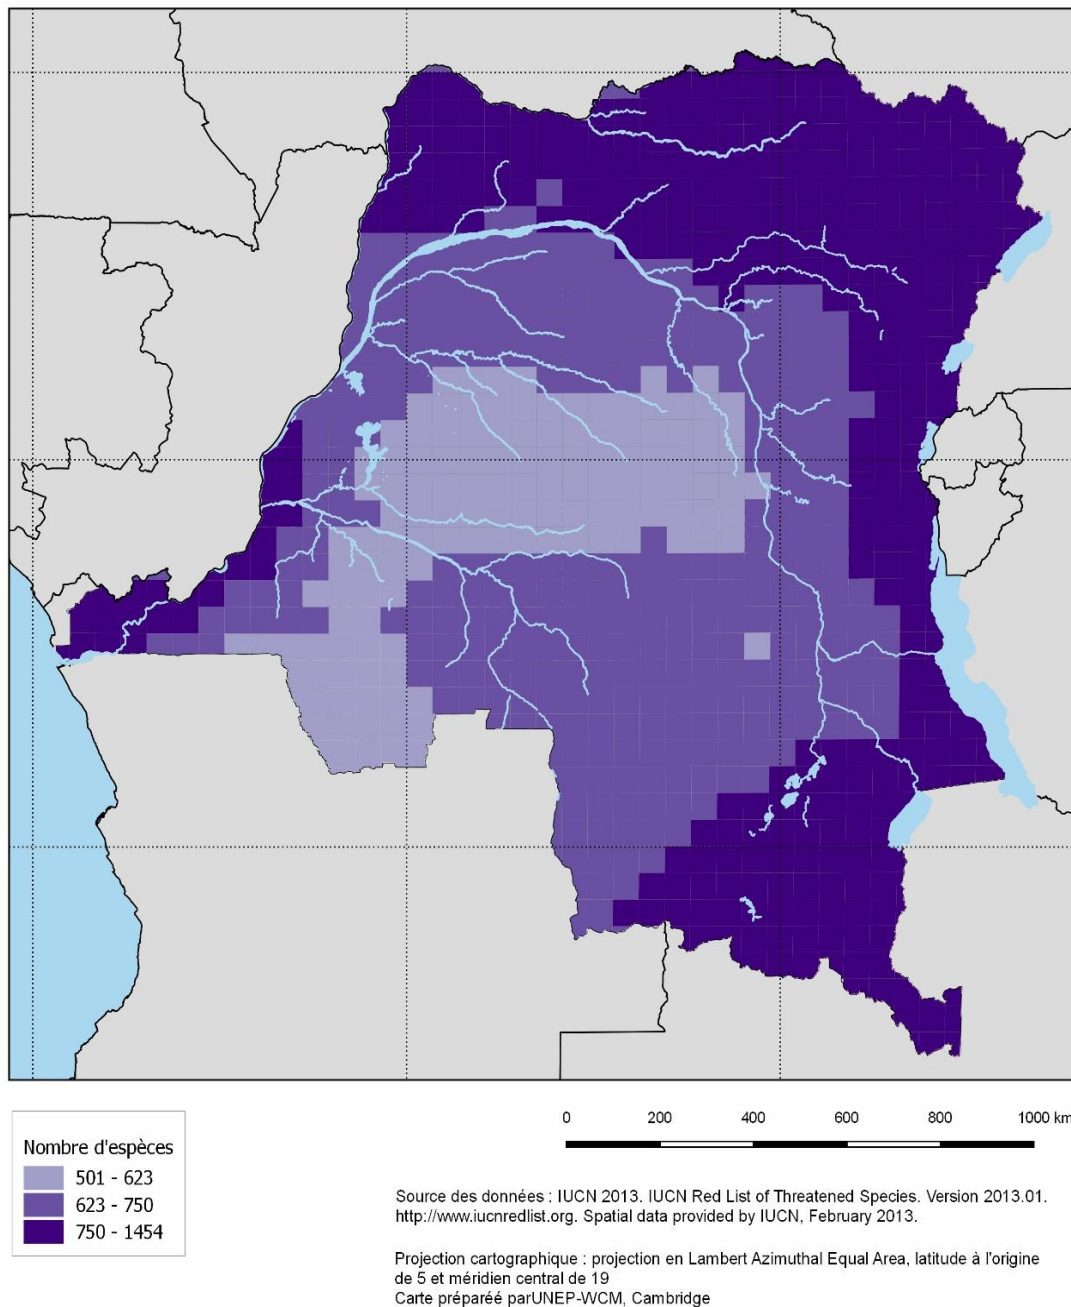 Nombre d'espèces
501 - 623
623 - 750
750 - 1454
0 200 400 600 800 1000 km
Source des données : IUCN 2013. IUCN Red List of Threatened Species. Version 2013.01.
http://www.iucnredlist.org. Spatial data provided by IUCN, February 2013.
Projection cartographique : projection en Lambert Azimuthal Equal Area, latitude à l'origine
de 5 et méridien central de 19
Carte préparéé parUNEP-WCM, Cambridge